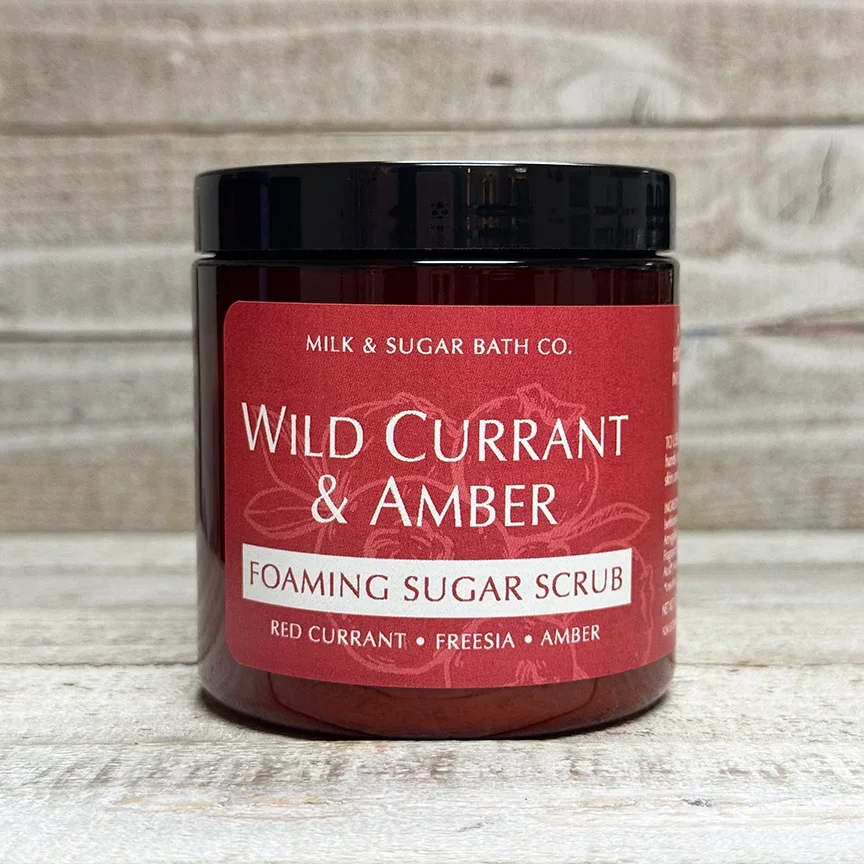 MILK & SUGAR BATH CO.
WILD CURRANT
& AMBER
FOAMING SUGAR SCRUB
RED CURRANT • FREESIA • AMBER